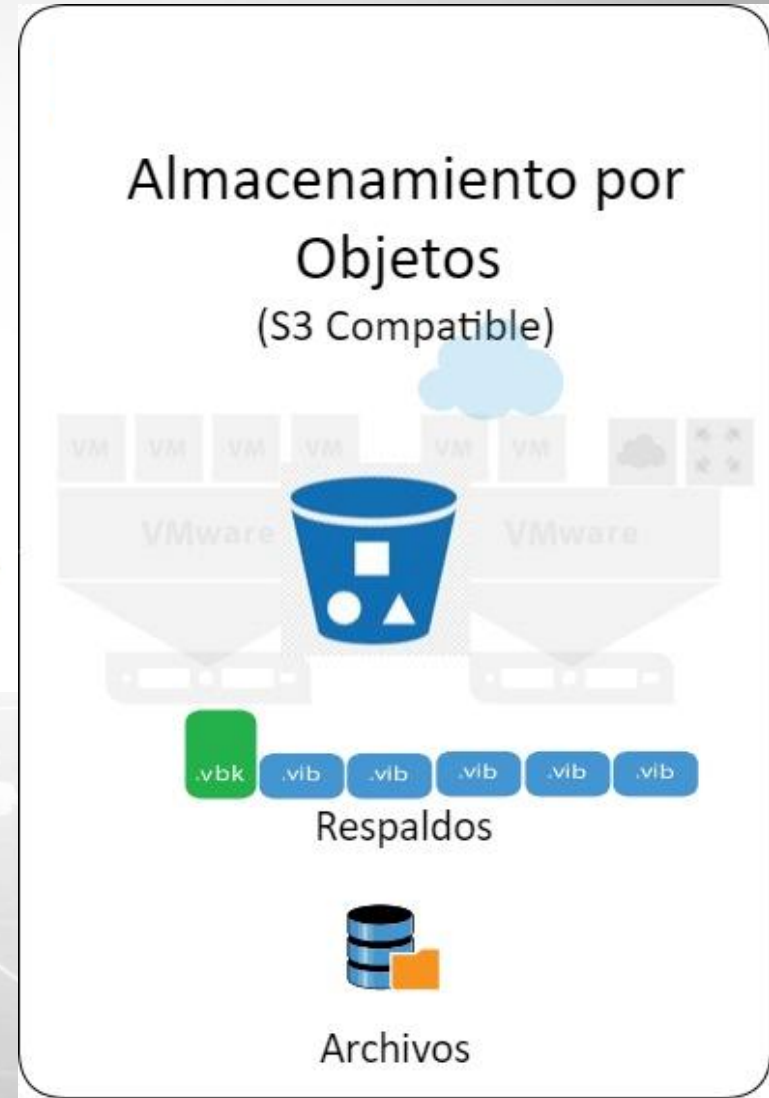 Almacenamiento por
Objetos
(S3 Compatible)
VM VM VM VM VM VM
VMware VMware
.vbk .vib .vib .vib .vib .vib
Respaldos
Archivos